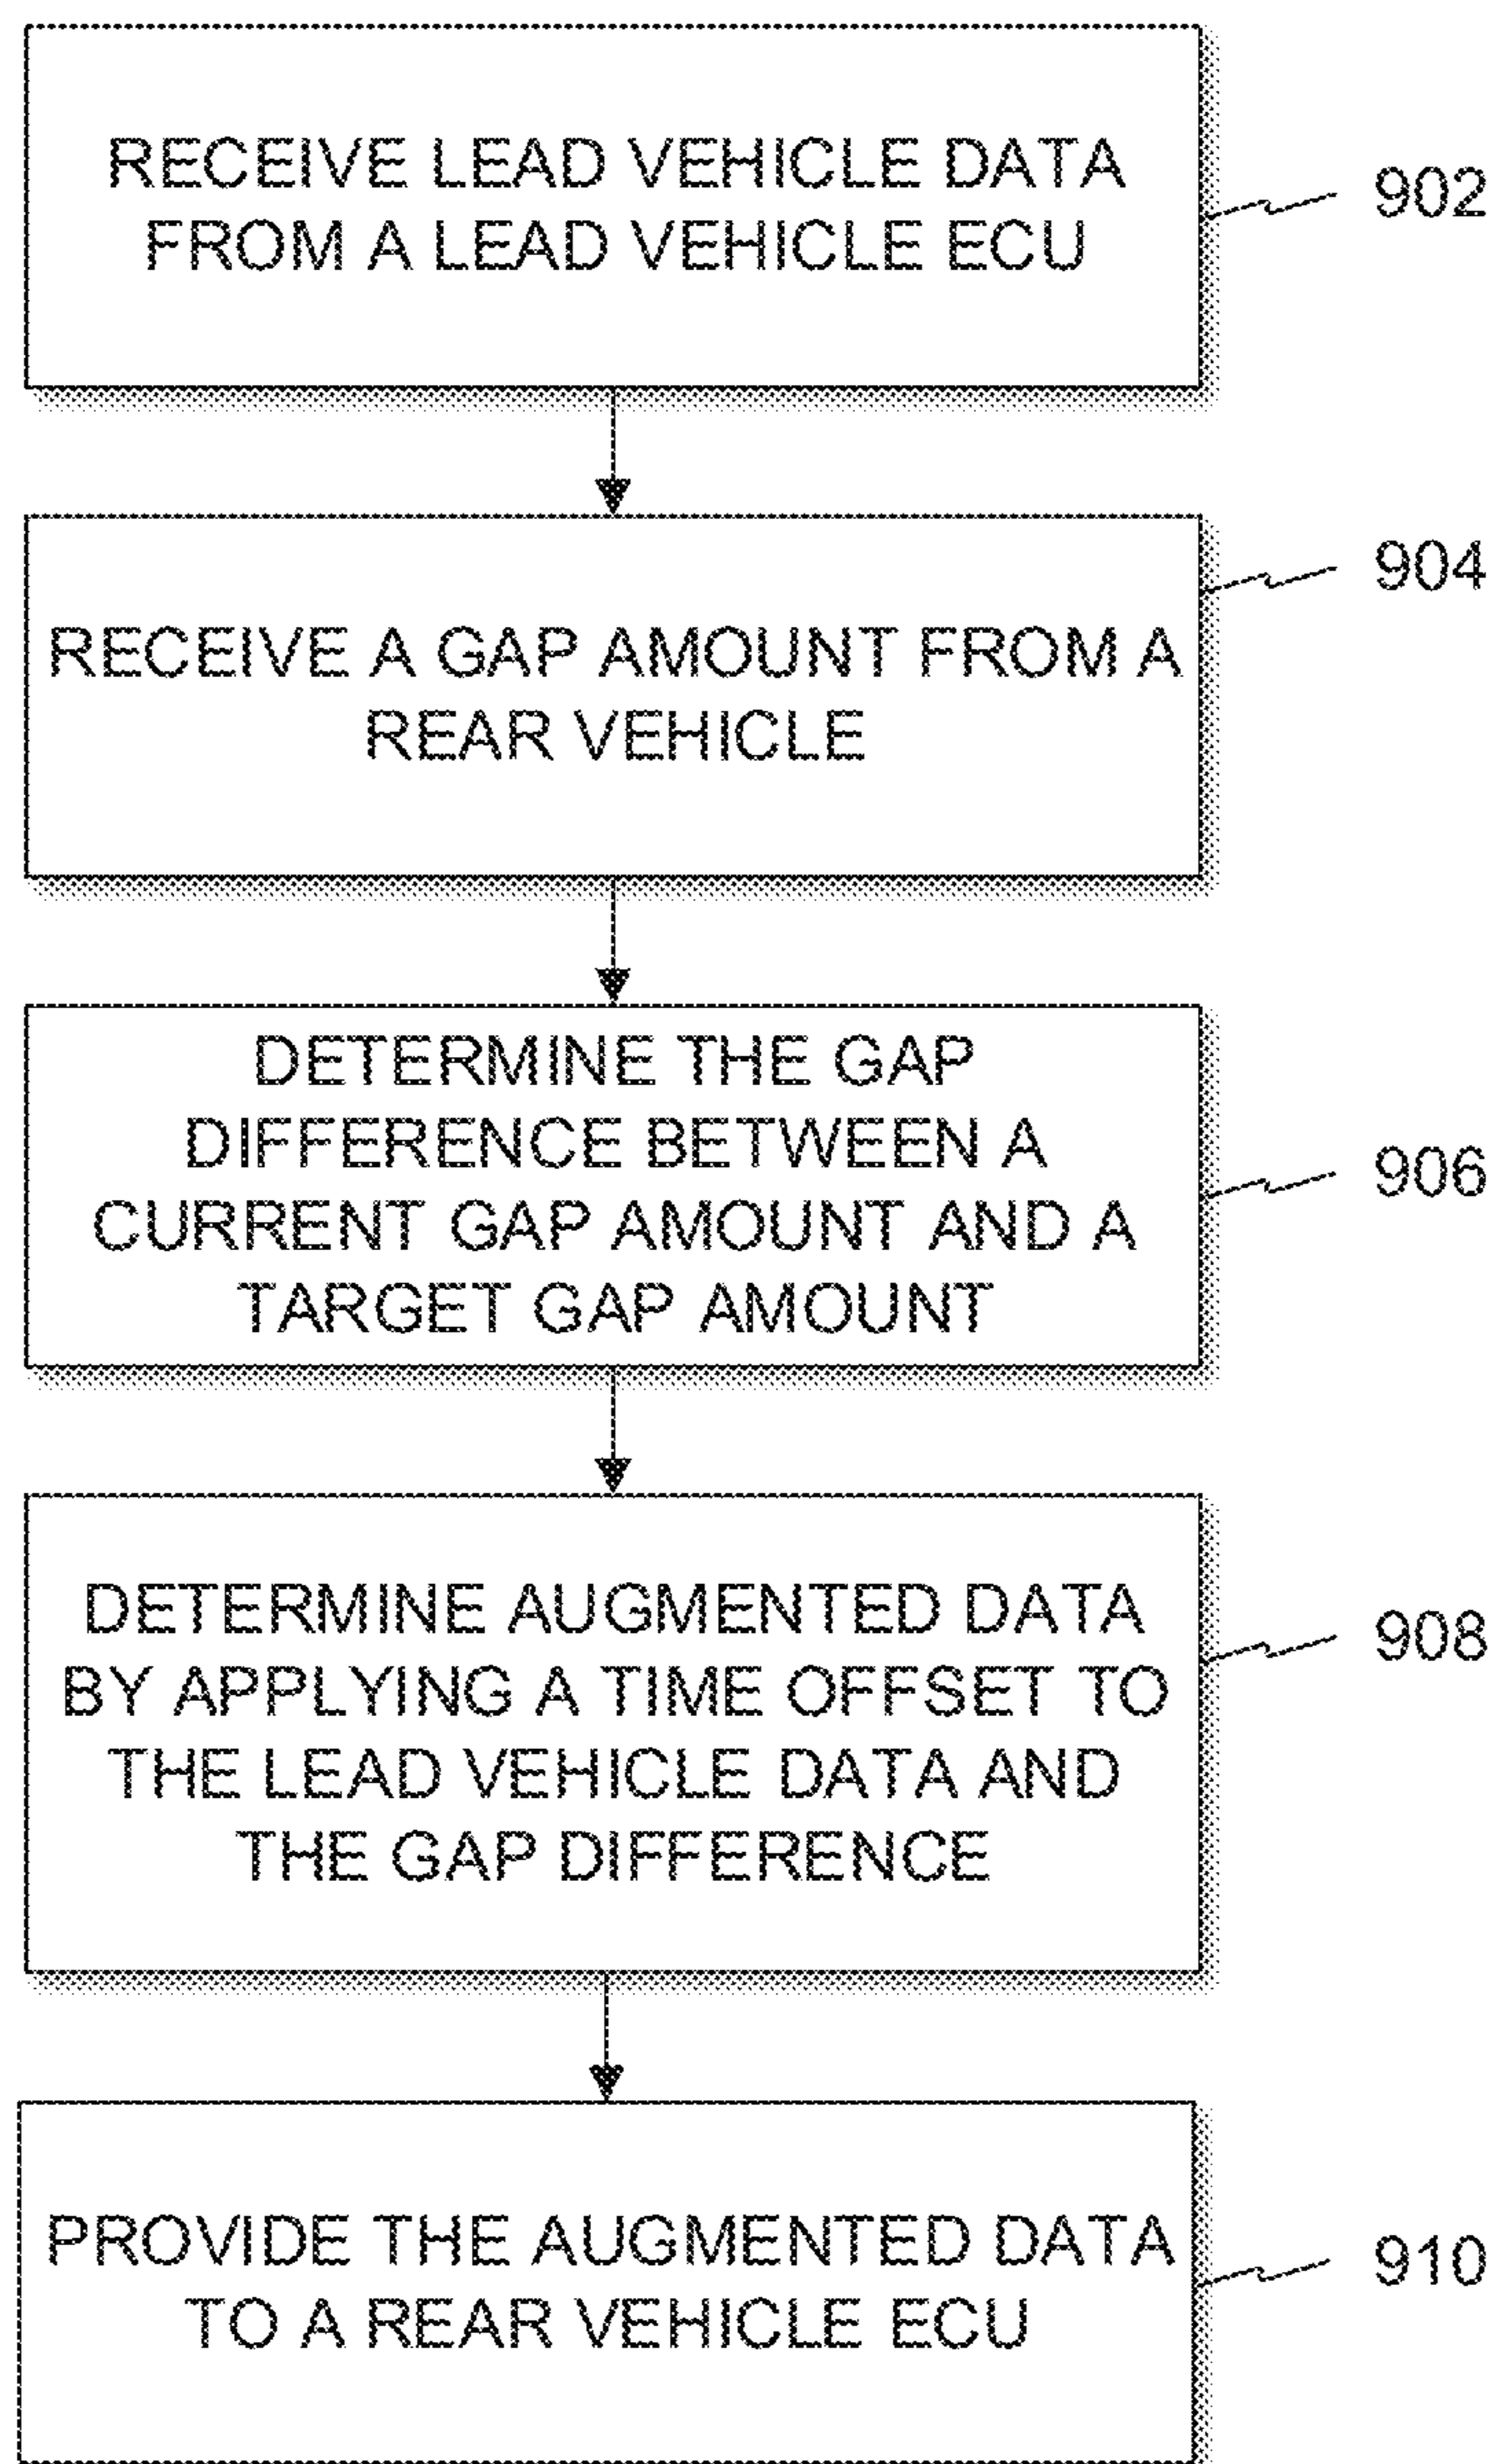 RECEIVE LEAD VEHICLE DATA
FROM A LEAD VEHICLE ECU
902
RECEIVE A GAP AMOUNT FROM A
REAR VEHICLE
904
DETERMINE THE GAP
DIFFERENCE BETWEEN A
CURRENT GAP AMOUNT AND A
TARGET GAP AMOUNT
906
DETERMINE AUGMENTED DATA
BY APPLYING A TIME OFFSET TO
THE LEAD VEHICLE DATA AND
THE GAP DIFFERENCE
908
PROVIDE THE AUGMENTED DATA
TO A REAR VEHICLE ECU
910